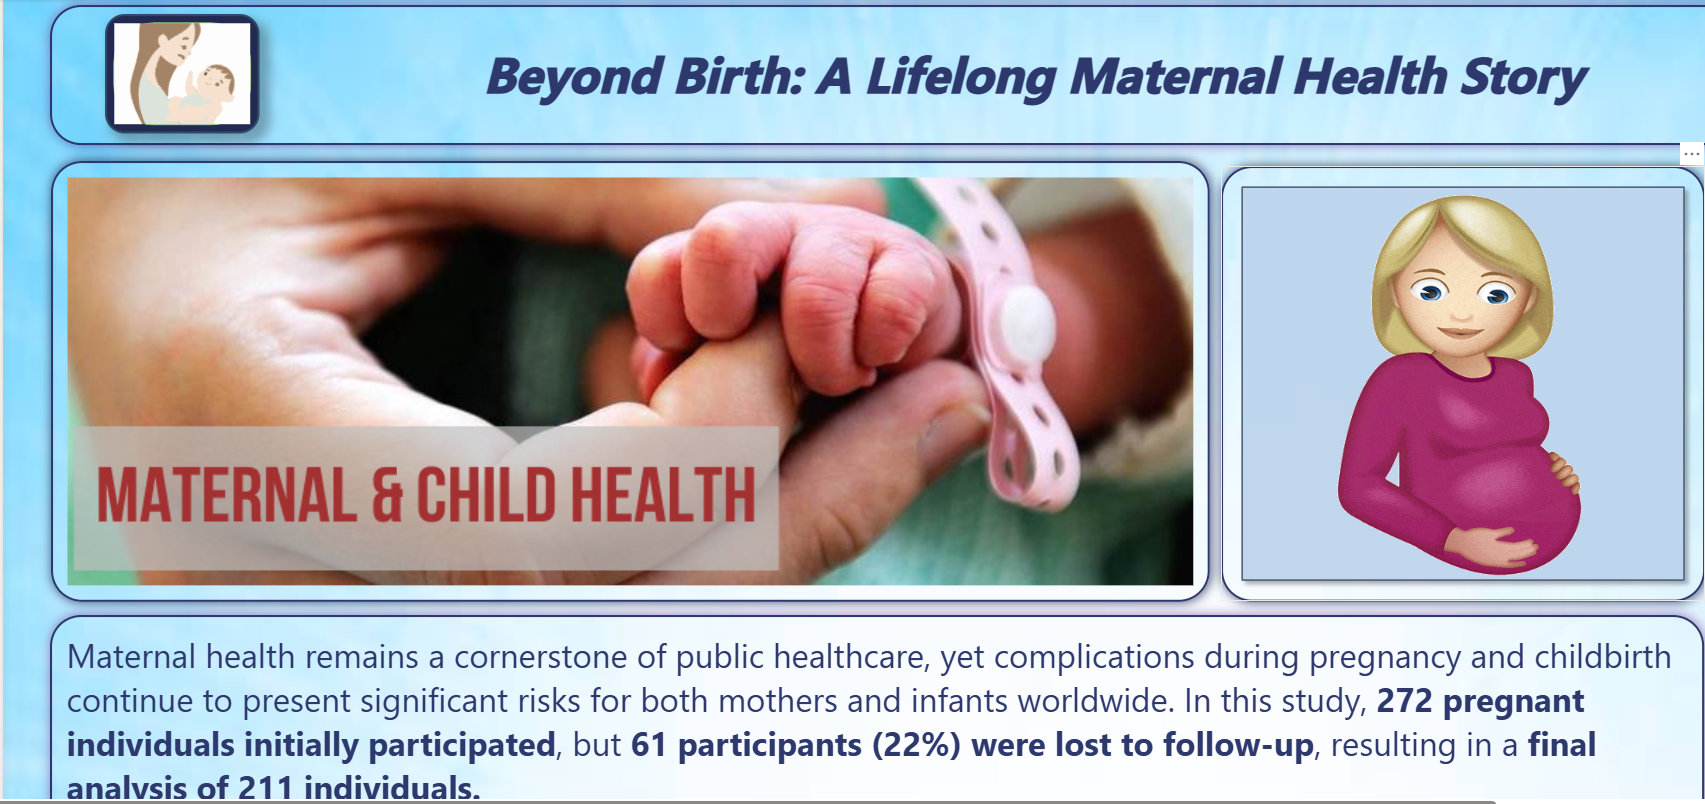 Beyond Birth: A Lifelong Maternal Health Story
MATERNAL & CHILD HEALTH
Maternal health remains a cornerstone of public healthcare, yet complications during pregnancy and childbirth
continue to present significant risks for both mothers and infants worldwide. In this study, 272 pregnant
individuals initially participated, but 61 participants (22%) were lost to follow-up, resulting in a final
analysis of 211 individuals.